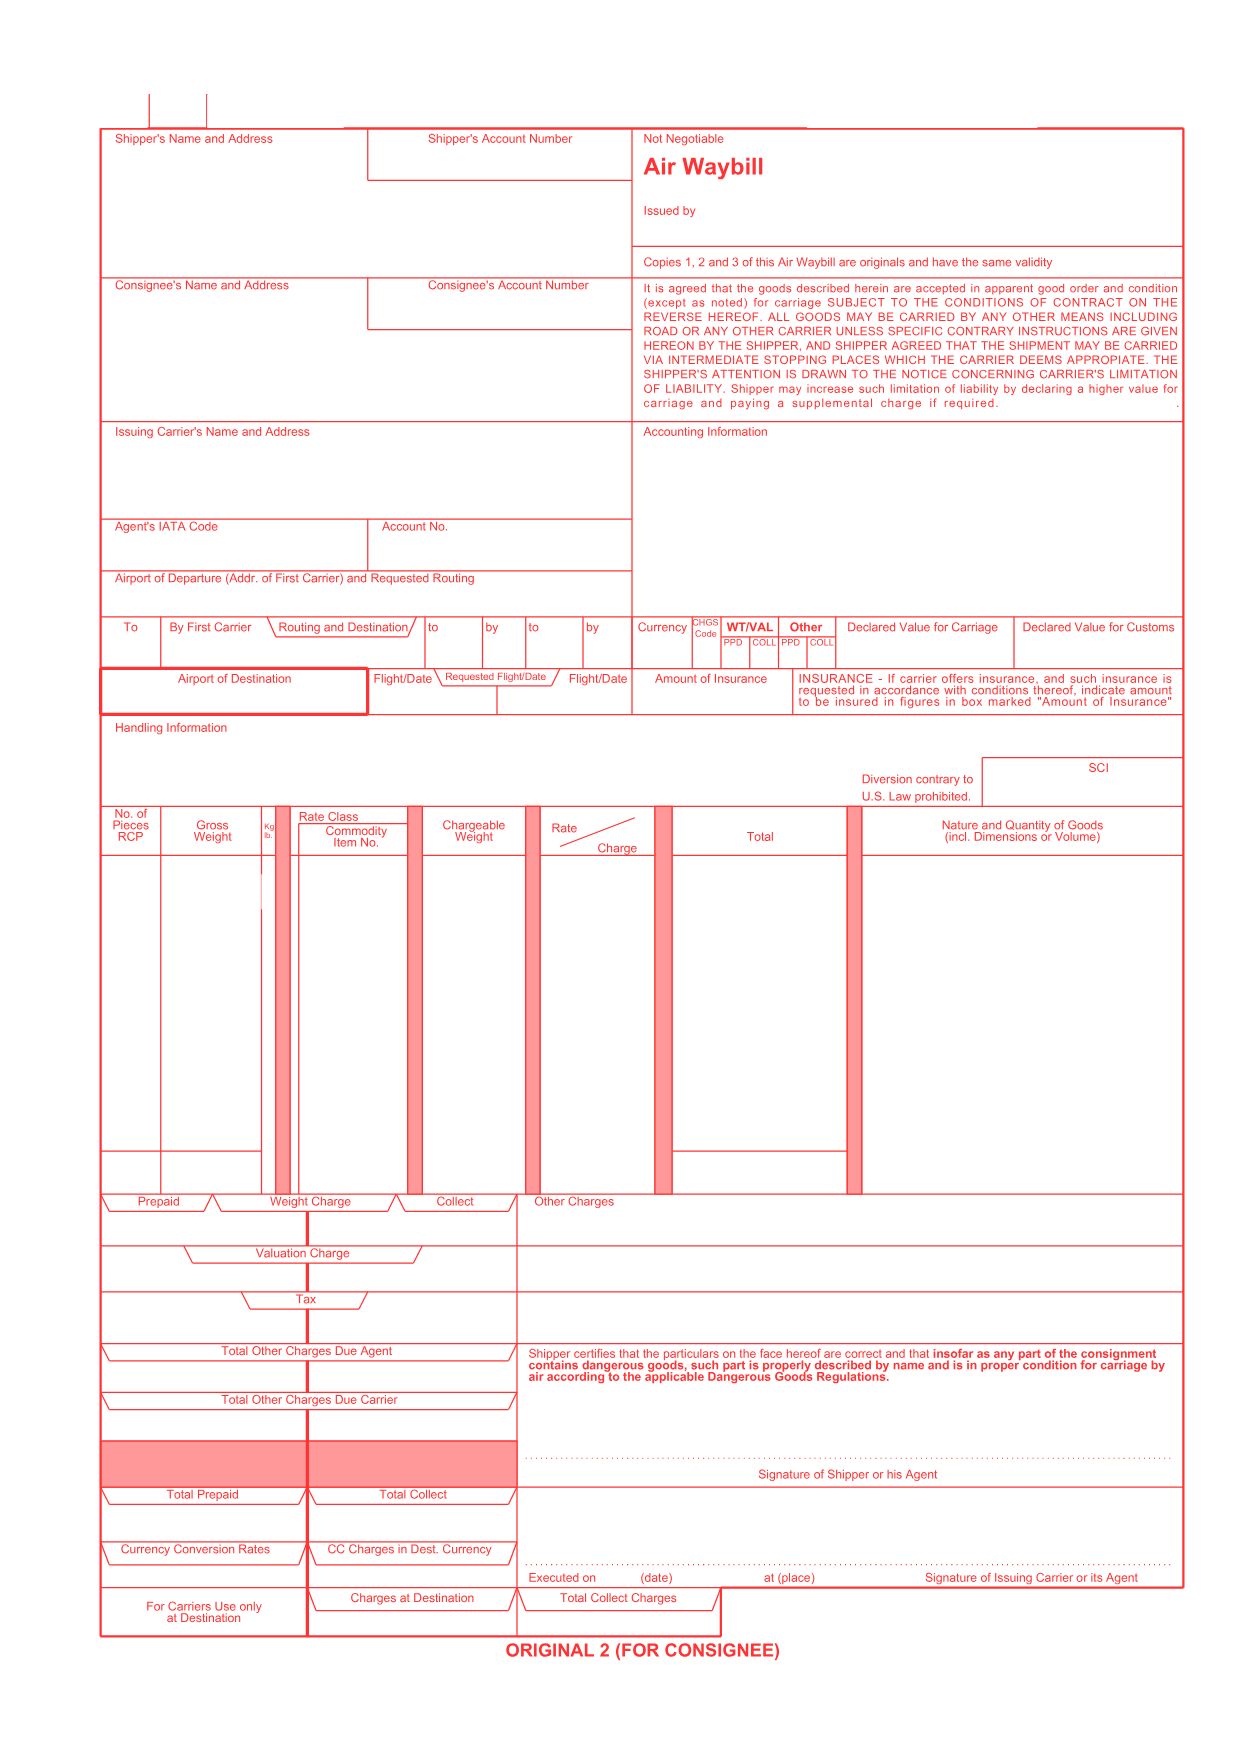 Shipper's Name and Address
Shipper's Account Number
Not Negotiable
Air Waybill
Issued by
Copies 1, 2 and 3 of this Air Waybill are originals and have the same validity
Consignee's Name and Address
Consignee's Account Number
It is agreed that the goods described herein are accepted in apparent good order and condition
(except as noted) for carriage SUBJECT TO THE CONDITIONS OF CONTRACT ON THE
REVERSE HEREOF. ALL GOODS MAY BE CARRIED BY ANY OTHER MEANS INCLUDING
ROAD OR ANY OTHER CARRIER UNLESS SPECIFIC CONTRARY INSTRUCTIONS ARE GIVEN
HEREON BY THE SHIPPER, AND SHIPPER AGREED THAT THE SHIPMENT MAY BE CARRIED
VIA INTERMEDIATE STOPPING PLACES WHICH THE CARRIER DEEMS APPROPIATE. THE
SHIPPER'S ATTENTION IS DRAWN TO THE NOTICE CONCERNING CARRIER'S LIMITATION
OF LIABILITY. Shipper may increase such limitation of liability by declaring a higher value for
carriage and paying a supplemental charge if required. .
Issuing Carrier's Name and Address
Accounting Information
Agent's IATA Code
Account No.
Airport of Departure (Addr. of First Carrier) and Requested Routing
To
By First Carrier
Routing and Destination
to
by
to
by
Currency
CHGS
Code
WT/VAL
PPD
COLL
Other
PPD
COLL
Declared Value for Carriage
Declared Value for Customs
Airport of Destination
Flight/Date
Requested Flight/Date
Flight/Date
Amount of Insurance
INSURANCE - If carrier offers insurance, and such insurance is
requested in accordance with conditions thereof, indicate amount
to be insured in figures in box marked "Amount of Insurance"
Handling Information
Diversion contrary to
U.S. Law prohibited.
SCI
No. of
Pieces
RCP
Gross
Weight
Kg
lb.
Rate Class
Commodity
Item No.
Chargeable
Weight
Rate
Charge
Total
Nature and Quantity of Goods
(incl. Dimensions or Volume)
Prepaid
Weight Charge
Collect
Other Charges
Valuation Charge
Tax
Total Other Charges Due Agent
Shipper certifies that the particulars on the face hereof are correct and that insofar as any part of the consignment
contains dangerous goods, such part is properly described by name and is in proper condition for carriage by
air according to the applicable Dangerous Goods Regulations.
Total Other Charges Due Carrier
Signature of Shipper or his Agent
Total Prepaid
Total Collect
Currency Conversion Rates
CC Charges in Dest. Currency
Executed on (date) at (place) Signature of Issuing Carrier or its Agent
For Carriers Use only
at Destination
Charges at Destination
Total Collect Charges
ORIGINAL 2 (FOR CONSIGNEE)